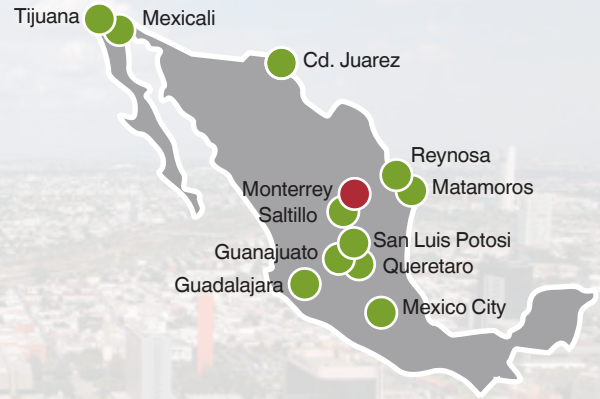 Tijuana
Mexicali
Cd. Juarez
Reynosa
Matamoros
Monterrey
Saltillo
San Luis Potosi
Guanajuato
Queretaro
Guadalajara
Mexico City